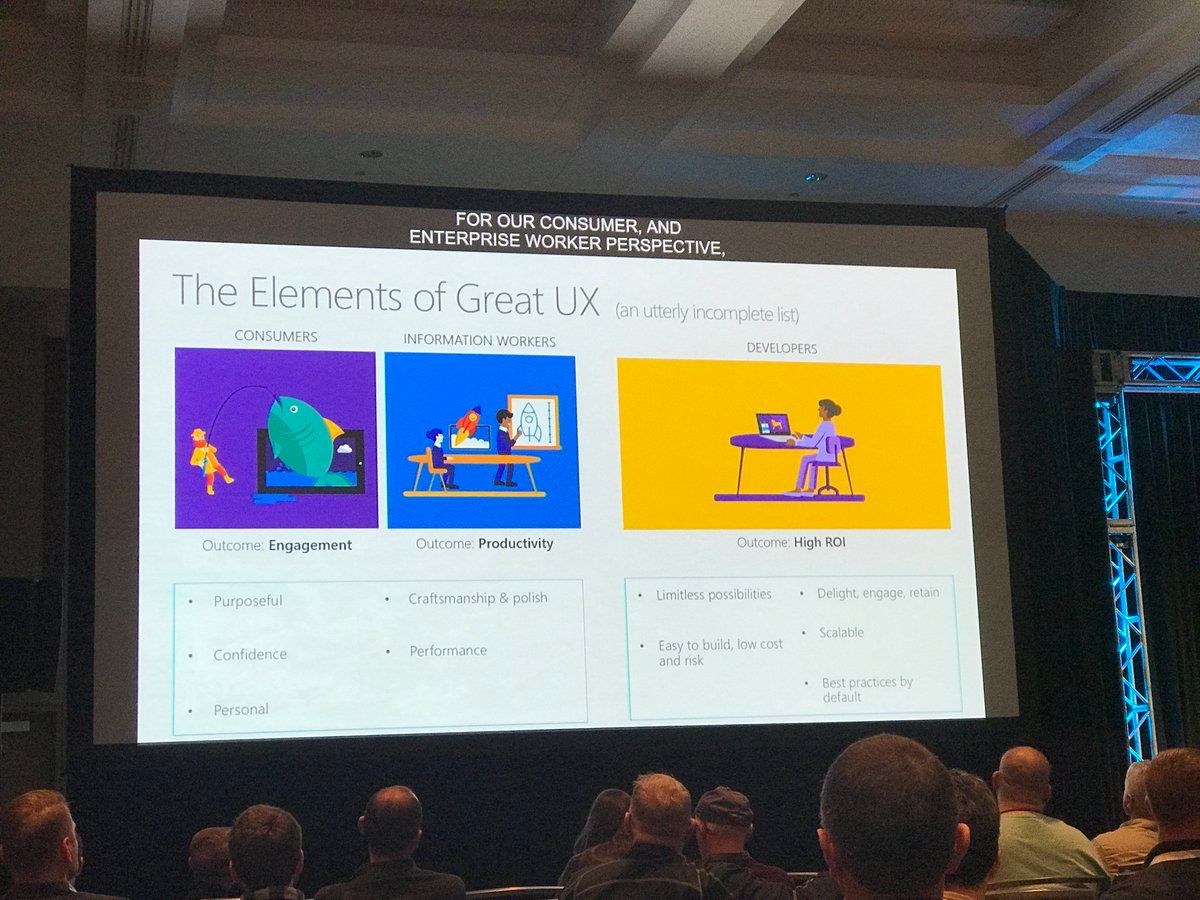 FOR OUR CONSUMER, AND
ENTERPRISE WORKER PERSPECTIVE,
The Elements of Great UX (an utterly incomplete list)
CONSUMERS
INFORMATION WORKERS
DEVELOPERS
Outcome: Engagement
Outcome: Productivity
Outcome: High ROI
• Purposeful
• Confidence
• Personal
• Craftsmanship & polish
• Performance
• Limitless possibilities
• Easy to build, low cost
and risk
• Delight, engage, retain
• Scalable
• Best practices by
default